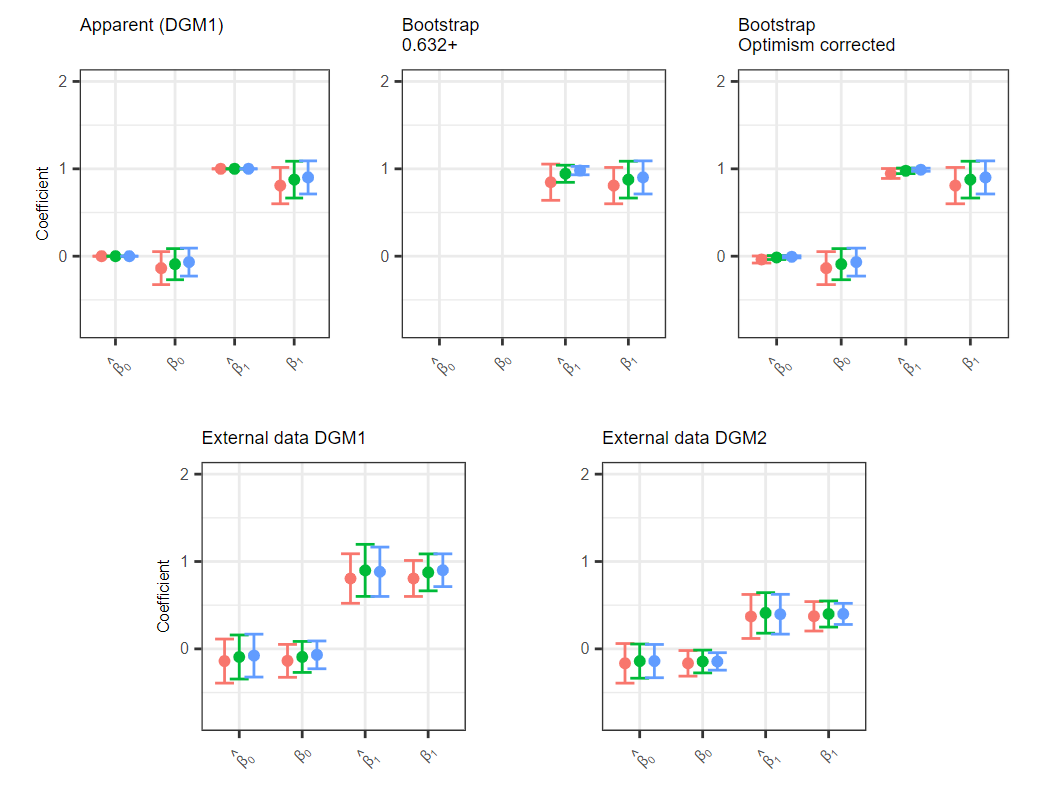 Apparent (DGM1)
Bootstrap
0.632+
Bootstrap
Optimism corrected
Coefficient
2
1
0
β̂₀
β₀
β̂₁
β₁
2
1
0
β̂₀
β₀
β̂₁
β₁
2
1
0
β̂₀
β₀
β̂₁
β₁
External data DGM1
External data DGM2
Coefficient
2
1
0
β̂₀
β₀
β̂₁
β₁
2
1
0
β̂₀
β₀
β̂₁
β₁